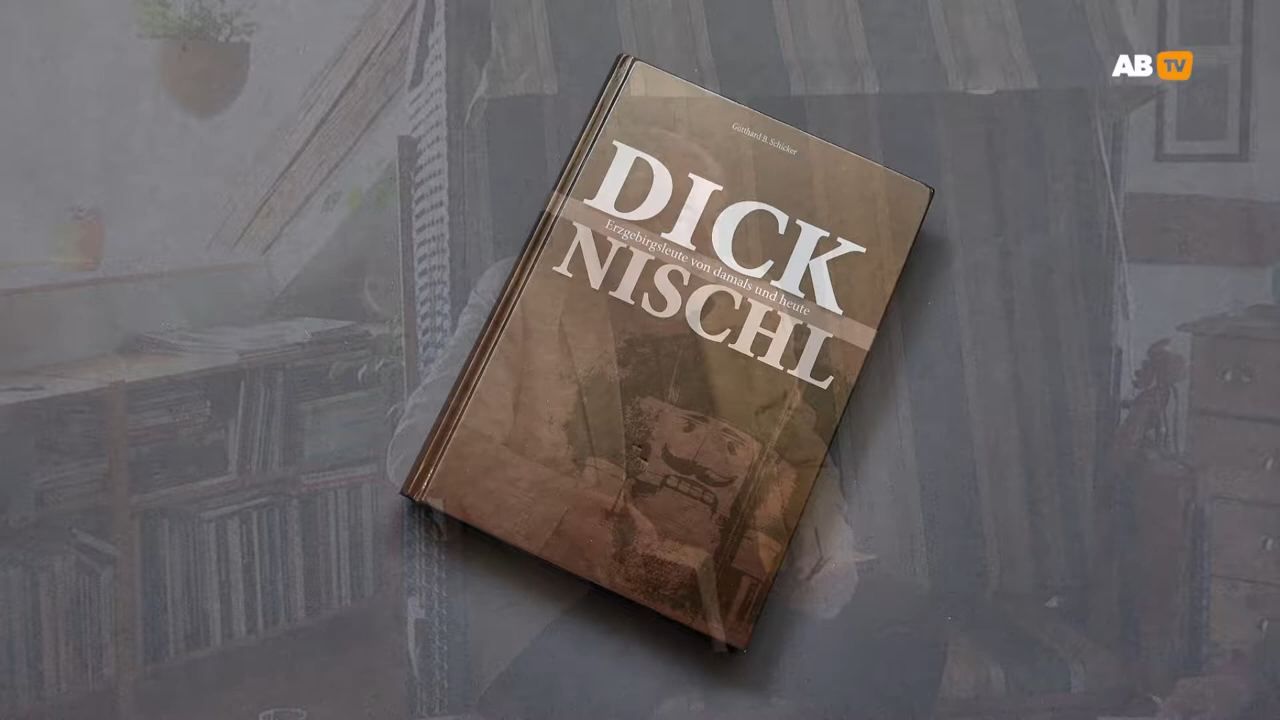 AB TV
Gotthard B. Schicker
DICK
Erzgebirgsleute von damals und heute
NISCHL